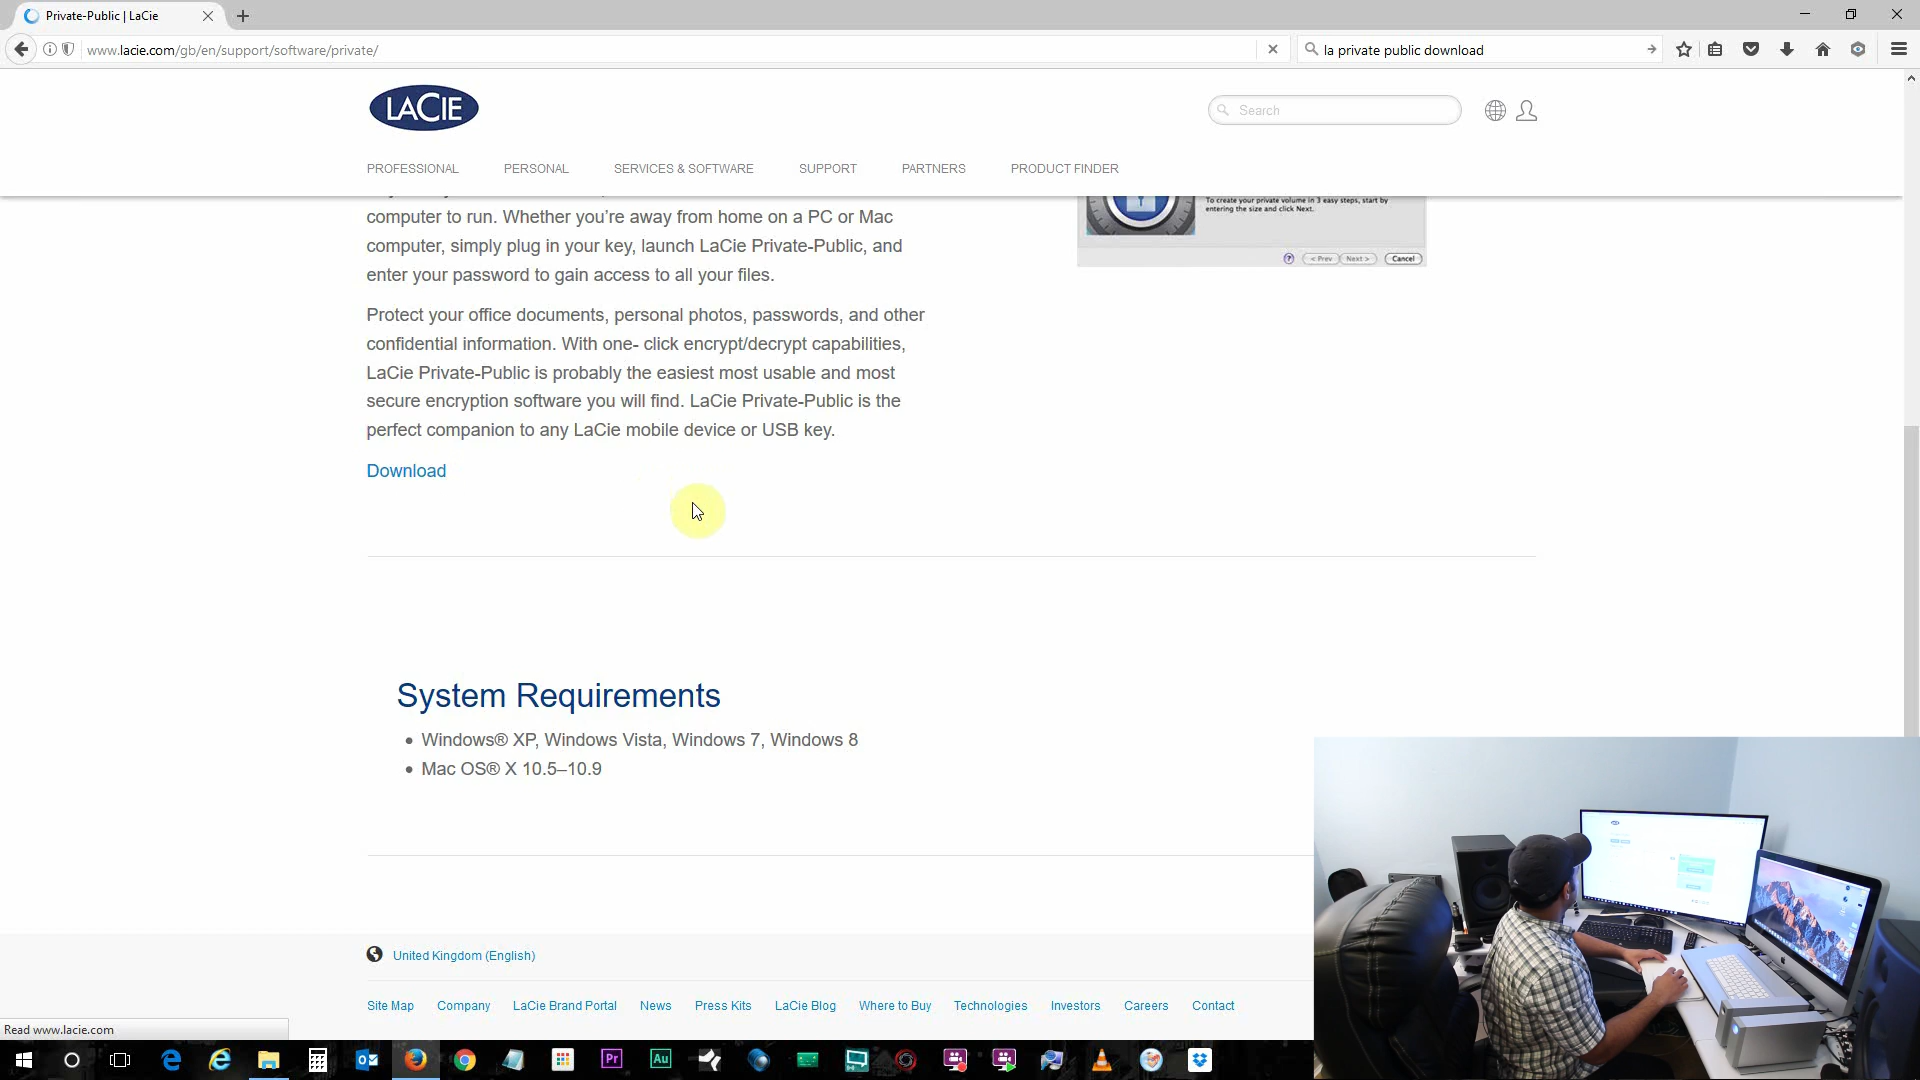 Private-Public | LaCie
www.lacie.com/gb/en/support/software/private/
la private public download
LACIE
Search
PROFESSIONAL
PERSONAL
SERVICES & SOFTWARE
SUPPORT
PARTNERS
PRODUCT FINDER
computer to run. Whether you're away from home on a PC or Mac
computer, simply plug in your key, launch LaCie Private-Public, and
enter your password to gain access to all your files.
To create your private volume in 3 easy steps, start by
entering the size and click Next.
? < Prev Next > Cancel
Protect your office documents, personal photos, passwords, and other
confidential information. With one- click encrypt/decrypt capabilities,
LaCie Private-Public is probably the easiest most usable and most
secure encryption software you will find. LaCie Private-Public is the
perfect companion to any LaCie mobile device or USB key.
Download
System Requirements
• Windows® XP, Windows Vista, Windows 7, Windows 8
• Mac OS® X 10.5–10.9
United Kingdom (English)
Site Map
Company
LaCie Brand Portal
News
Press Kits
LaCie Blog
Where to Buy
Technologies
Investors
Careers
Contact
Read www.lacie.com
Pr
Au